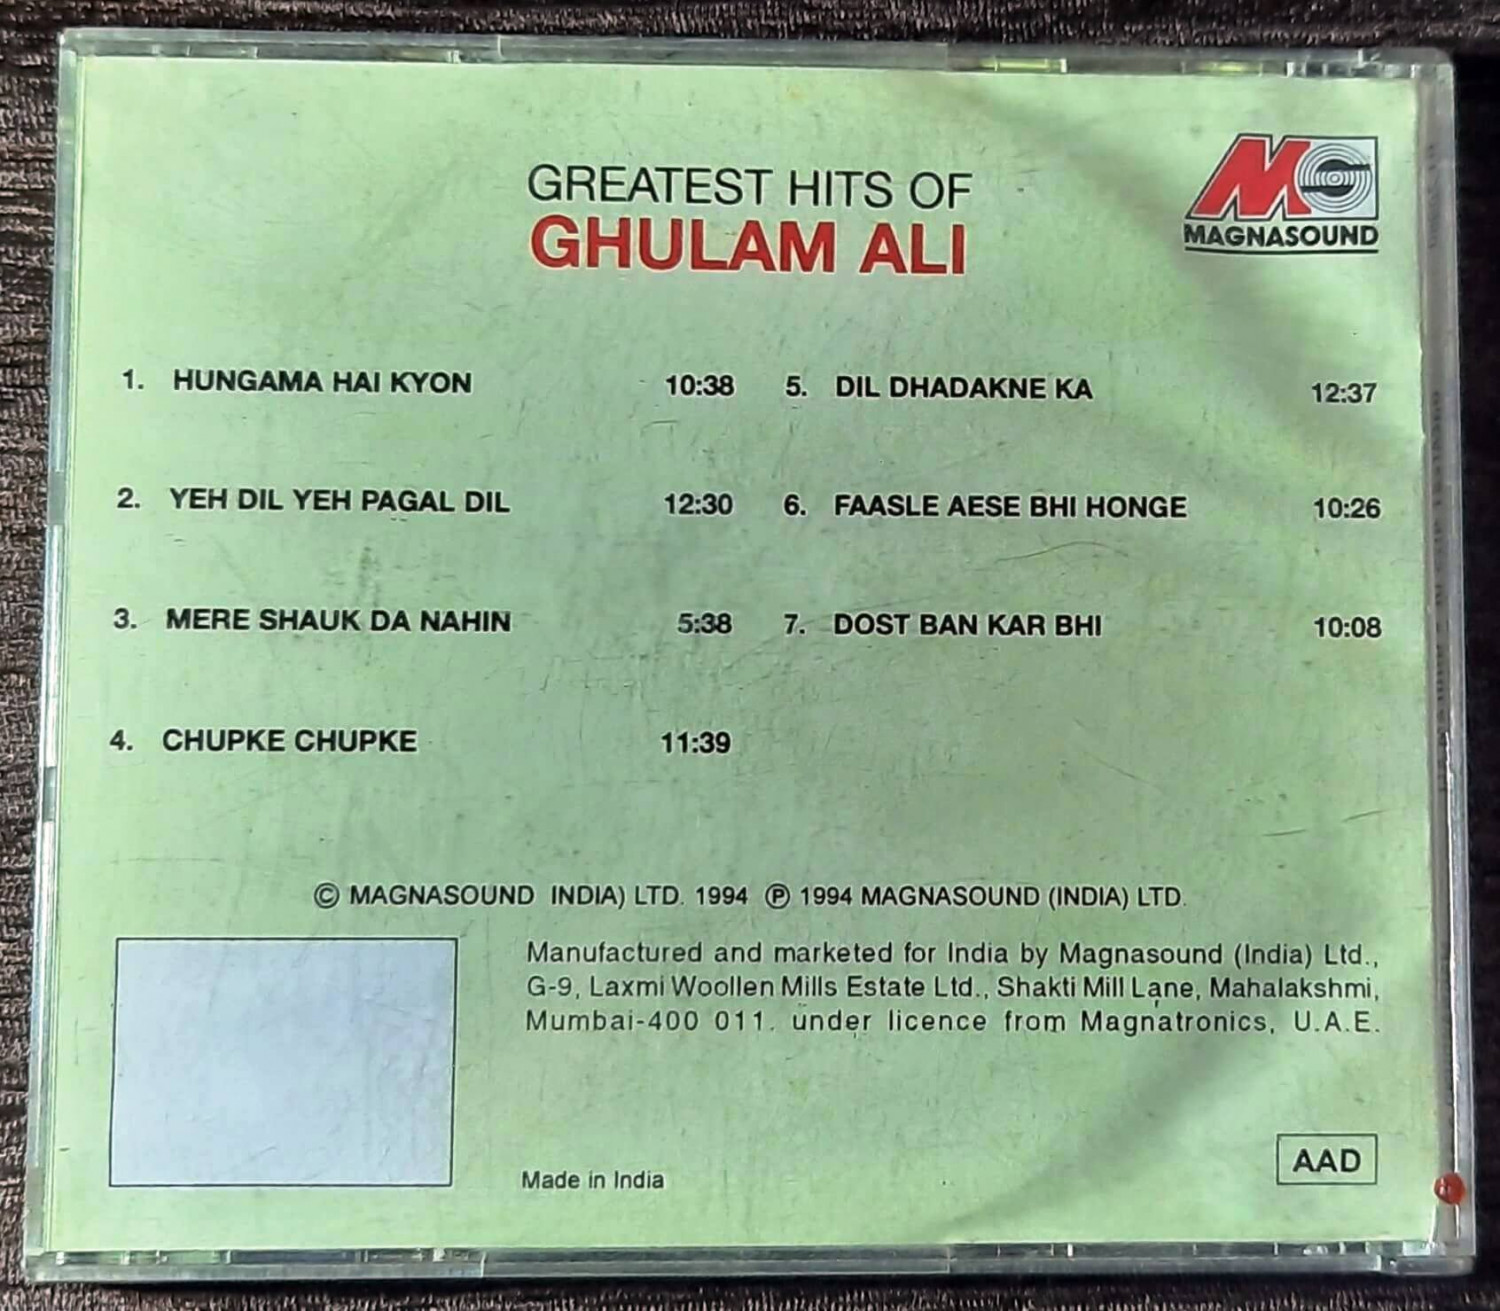 GREATEST HITS OF
GHULAM ALI
MG
MAGNASOUND
1. HUNGAMA HAI KYON 10:38
2. YEH DIL YEH PAGAL DIL 12:30
3. MERE SHAUK DA NAHIN 5:38
4. CHUPKE CHUPKE 11:39
5. DIL DHADAKNE KA 12:37
6. FAASLE AESE BHI HONGE 10:26
7. DOST BAN KAR BHI 10:08
© MAGNASOUND INDIA) LTD. 1994 ℗ 1994 MAGNASOUND (INDIA) LTD.
Manufactured and marketed for India by Magnasound (India) Ltd.,
G-9, Laxmi Woollen Mills Estate Ltd., Shakti Mill Lane, Mahalakshmi,
Mumbai-400 011. under licence from Magnatronics, U.A.E.
Made in India
AAD